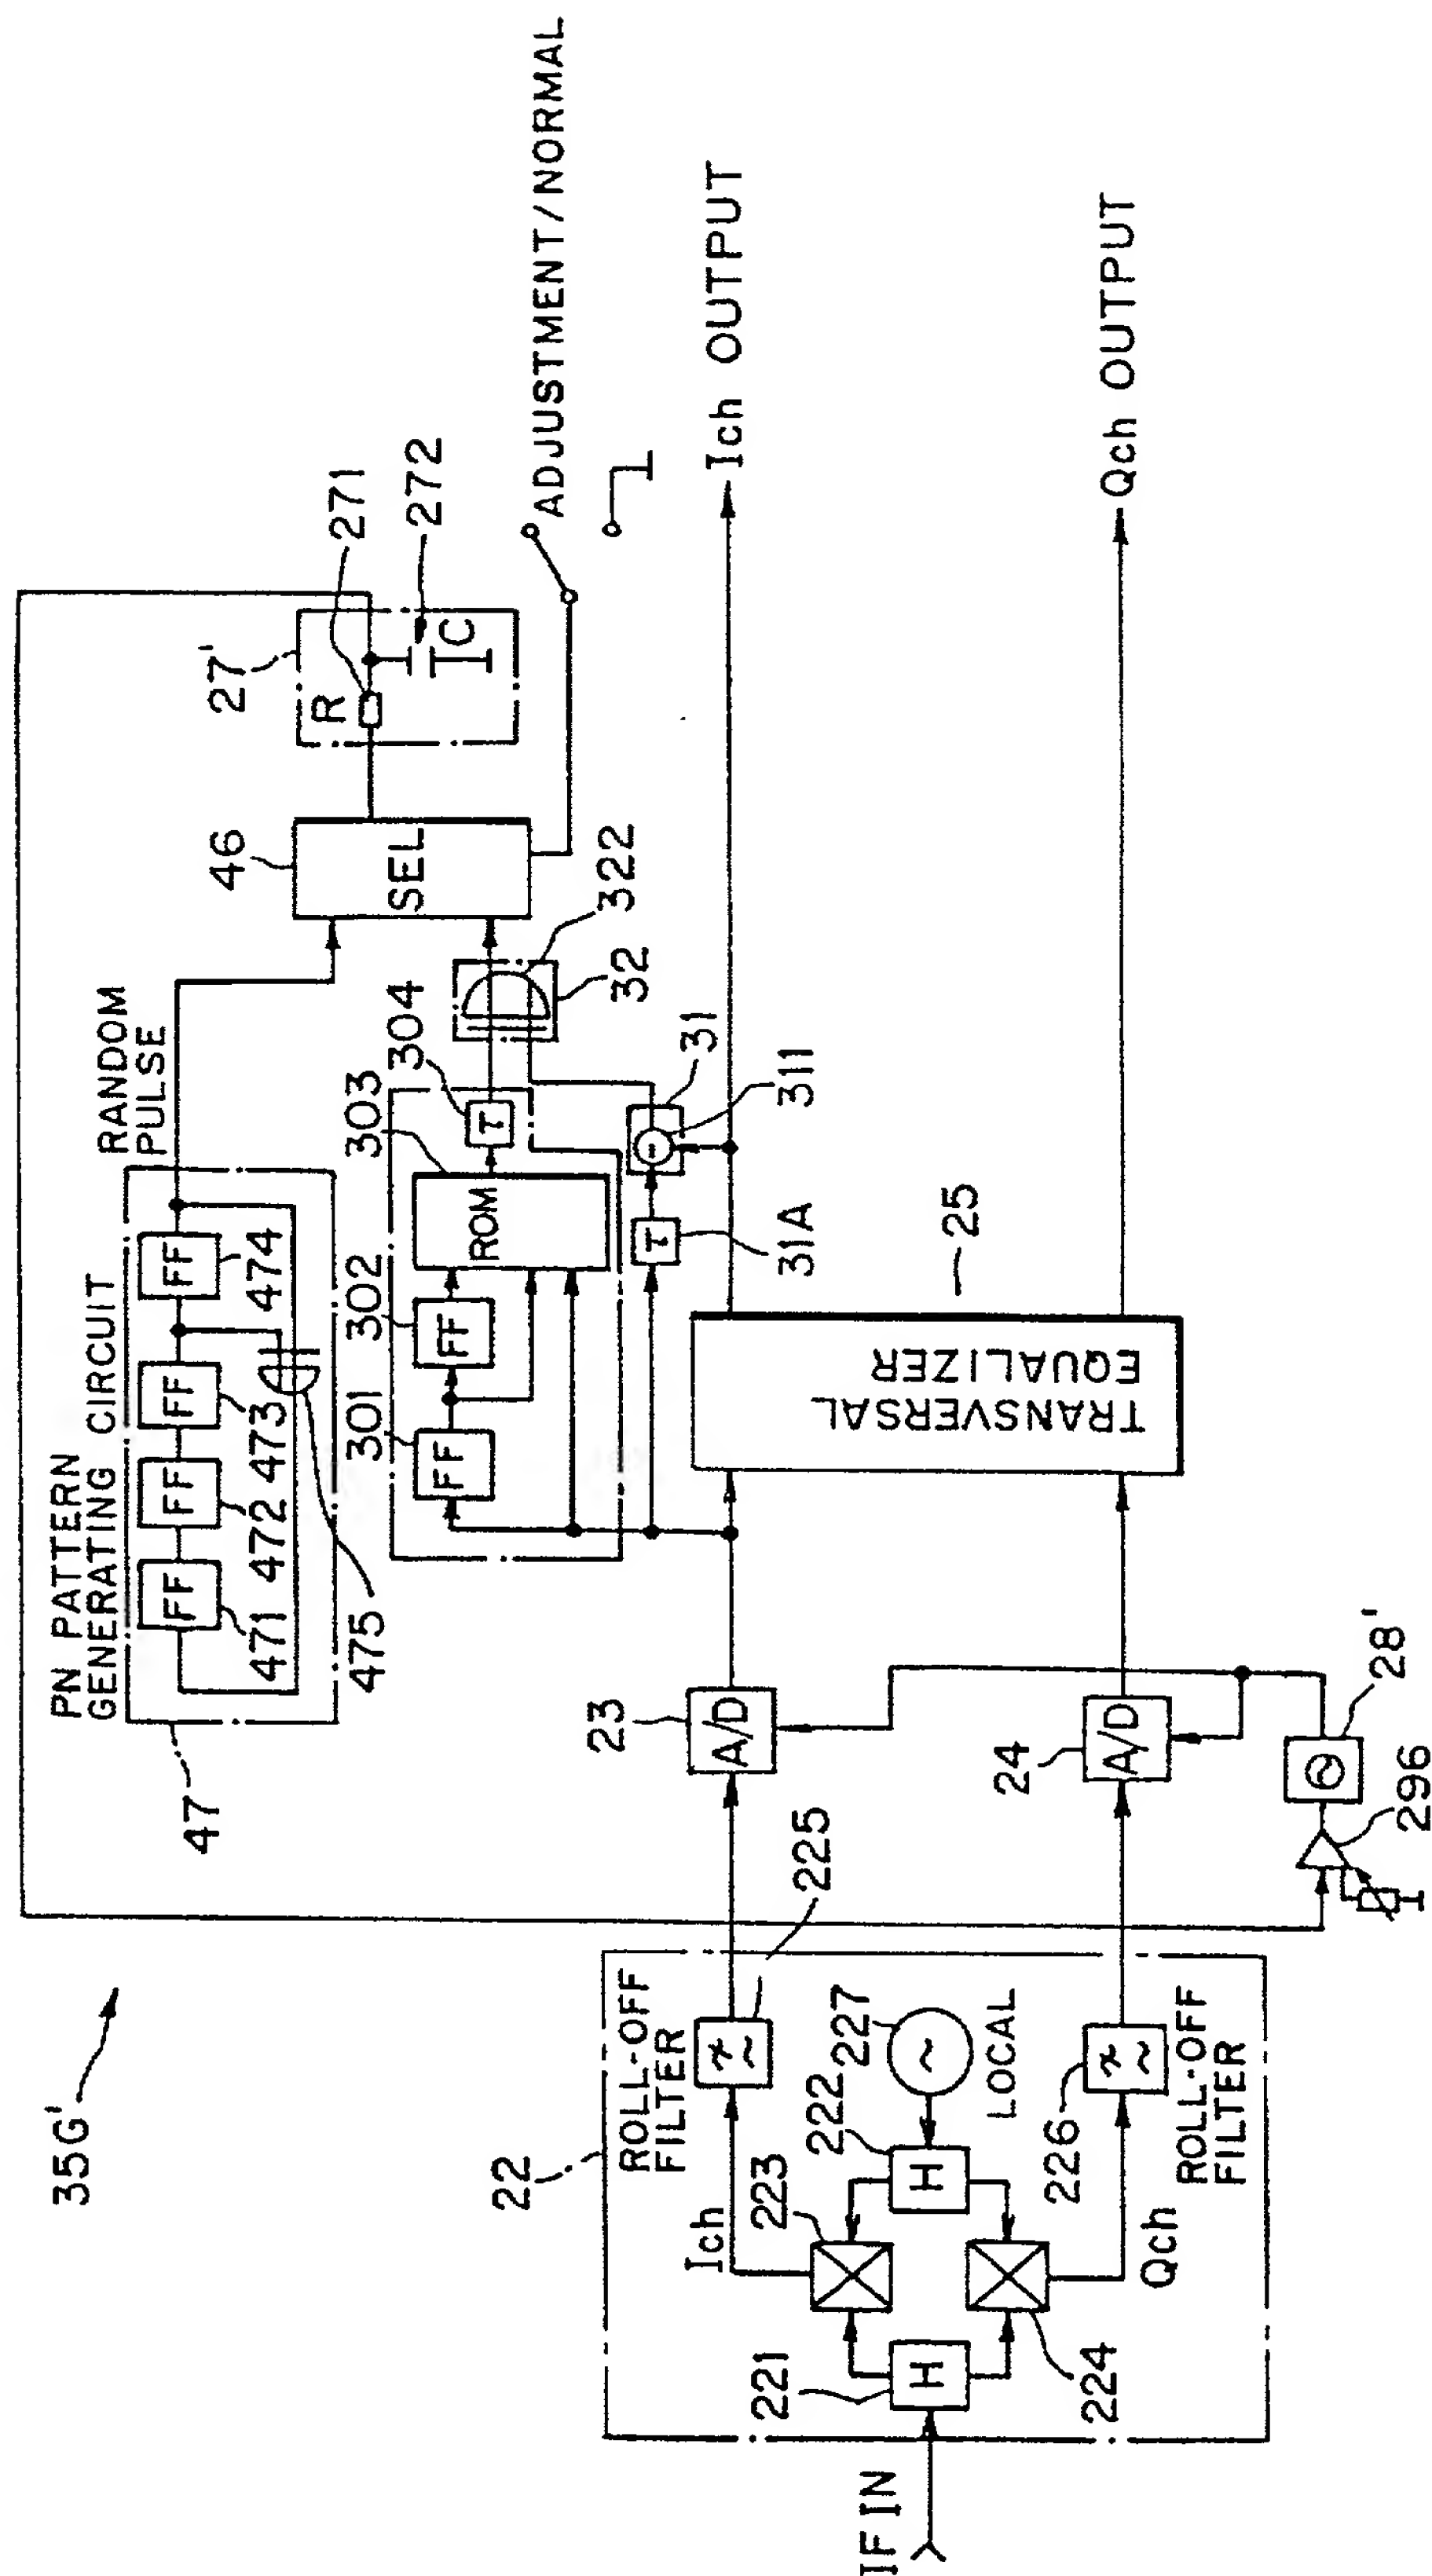 35G'
PN PATTERN
GENERATING CIRCUIT
RANDOM
PULSE
47
FF
471
FF
472
FF
473
FF
474
475
301
FF
302
FF
303
ROM
304
τ
32
322
46
SEL
27'
R
271
272
C
ADJUSTMENT/NORMAL
31A
τ
31
-
311
Ich OUTPUT
Qch OUTPUT
TRANSVERSAL
EQUALIZER
25
23
A/D
24
A/D
28'
296
22
ROLL-OFF
FILTER
225
Ich
223
222
H
227
~
LOCAL
221
H
224
Qch
226
ROLL-OFF
FILTER
IF IN